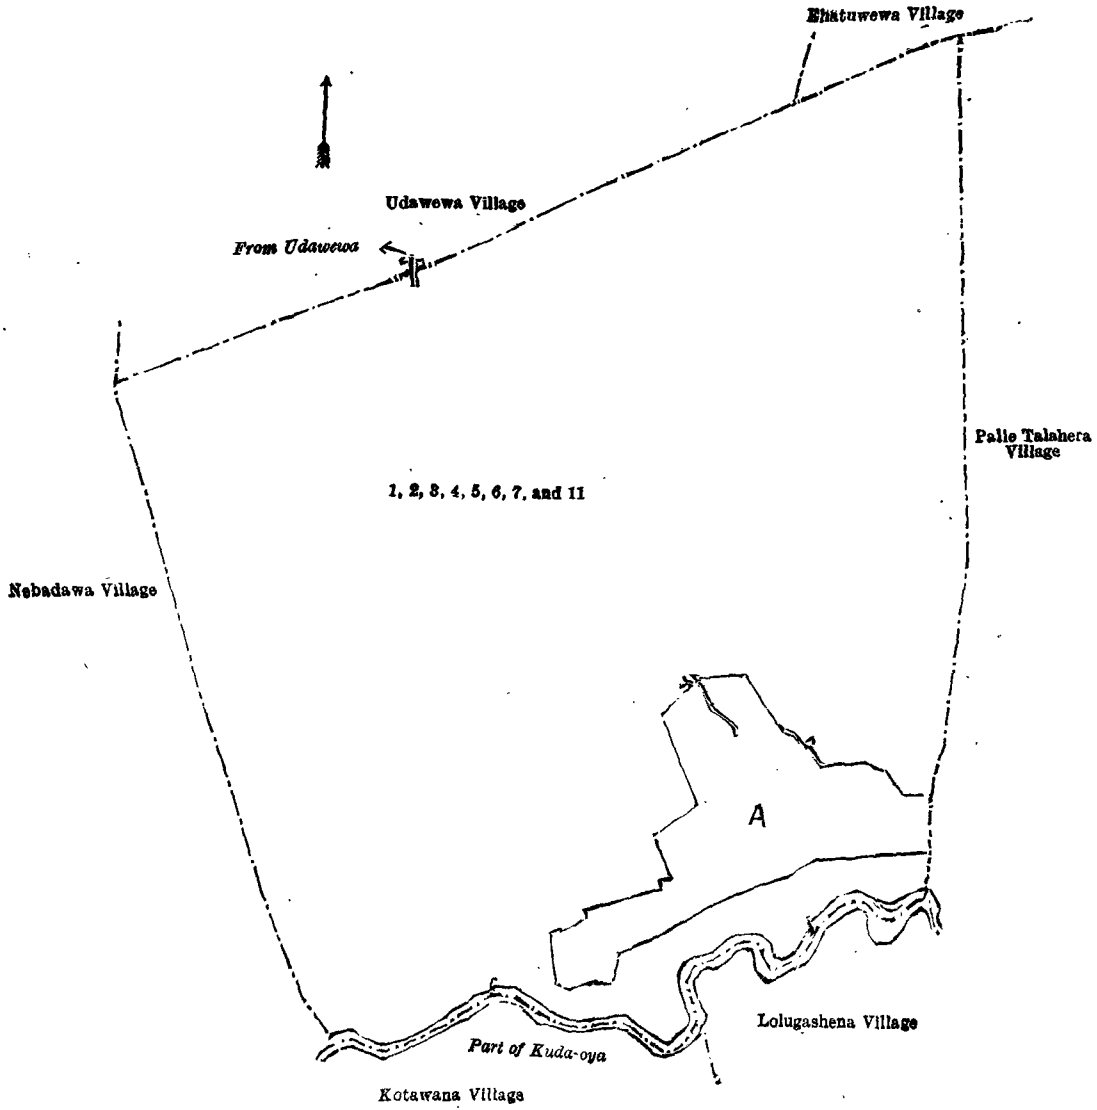 Ehatuwewa Village
Udawewa Village
From Udawewa
Palle Talahera
Village
1, 2, 3, 4, 5, 6, 7, and 11
Nebadawa Village
A
Lolugashena Village
Part of Kuda-oya
Kotawana Village